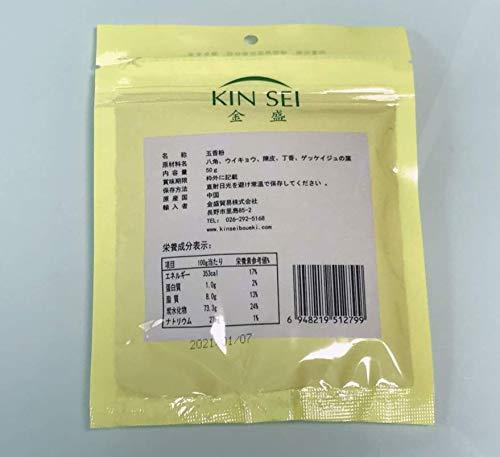 KIN SEI
金盛
名称 五香粉
原材料名 八角、ウイキョウ、陳皮、丁香、ゲッケイジュの葉
内容量 50g
賞味期限 枠外に記載
保存方法 直射日光を避け常温で保存してください。
原産国 中国
輸入者 金盛貿易株式会社
長野市里島85-2
TEL: 026-292-5168
www.kinseiboueki.com
栄養成分表示:
項目 100g当たり 栄養素参考値%
エネルギー 353cal 17%
蛋白質 1.0g 2%
脂質 8.0g 13%
炭水化物 73.3g 24%
ナトリウム 1%
6 948219 512799
2021/01/07